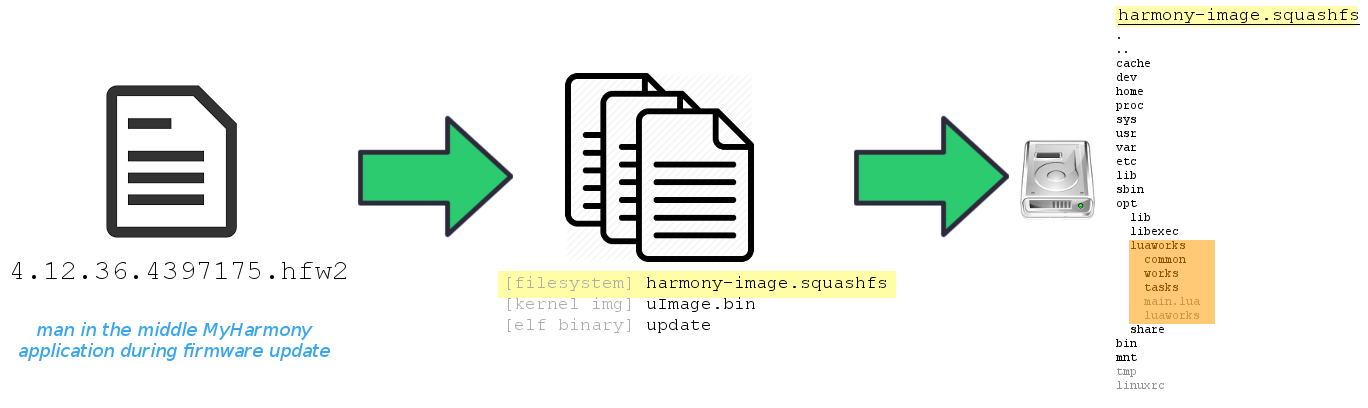 4.12.36.4397175.hfw2
man in the middle MyHarmony
application during firmware update
[filesystem] harmony-image.squashfs
[kernel img] uImage.bin
[elf binary] update
harmony-image.squashfs
.
..
cache
dev
home
proc
sys
usr
var
etc
lib
sbin
opt
lib
libexec
luaworks
common
works
tasks
main.lua
luaworks
share
bin
mnt
tmp
linuxrc